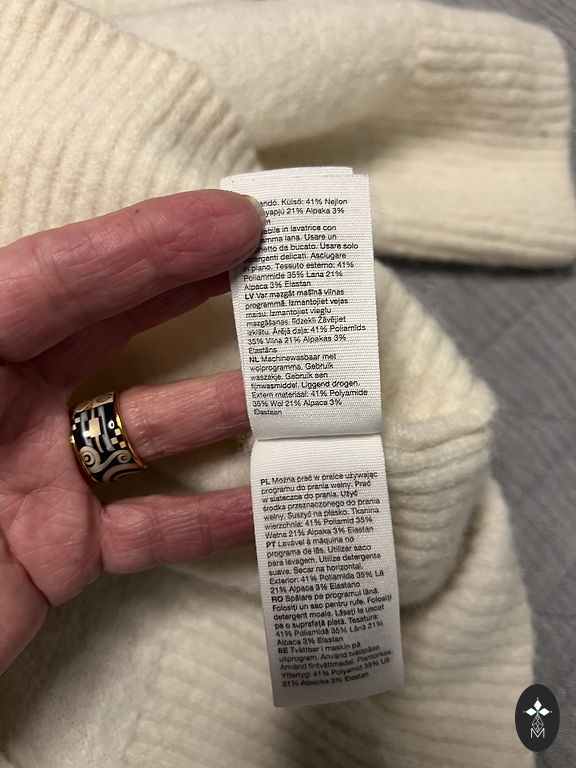 andó. Külső: 41% Nejlon
yapjú 21% Alpaka 3%
abile in lavatrice con
mma lana. Usare un
hetto da bucato. Usare solo
etergenti delicati. Asciugare
in piano. Tessuto esterno: 41%
Poliammide 35% Lana 21%
Alpaca 3% Elastan
LV Var mazgāt mašīnā vilnas
programmā. Izmantojiet vejas
maisu. Izmantojiet vieglu
mazgāšanas līdzekli Žāvējiet
izklātu. Ārējā daļa: 41% Poliamīds
35% Vilna 21% Alpakas 3%
Elastāns
NL Machinewasbaar met
wolprogramma. Gebruik
waszakje. Gebruik een
fijnwasmiddel. Liggend drogen.
Extern materiaal: 41% Polyamide
35% Wol 21% Alpaca 3%
Elastaan
PL Można prać w pralce używając
programu do prania wełny. Prać
w siateczce do prania. Użyć
środka przeznaczonego do prania
wełny. Suszyć na płasko. Tkanina
wierzchnia: 41% Poliamid 35%
Wełna 21% Alpaka 3% Elastan
PT Lavável à máquina no
programa de lãs. Utilizar saco
para lavagem. Utilize detergente
suave. Secar na horizontal.
Exterior: 41% Poliamida 35% Lã
21% Alpaca 3% Elastano
RO Spălare pe programul lână.
Folosiți un sac pentru rufe. Folosiți
detergent moale. Lăsați la uscat
pe o suprafață plată. Țesătura:
41% Poliamidă 35% Lână 21%
Alpaca 3% Elastan
SE Tvättbar i maskin på
ullprogram. Använd tvättpåse.
Använd fintvättmedel. Plantorkas.
Yttertyg: 41% Polyamid 35% Ull
21% Alpacka 3% Elastan
M